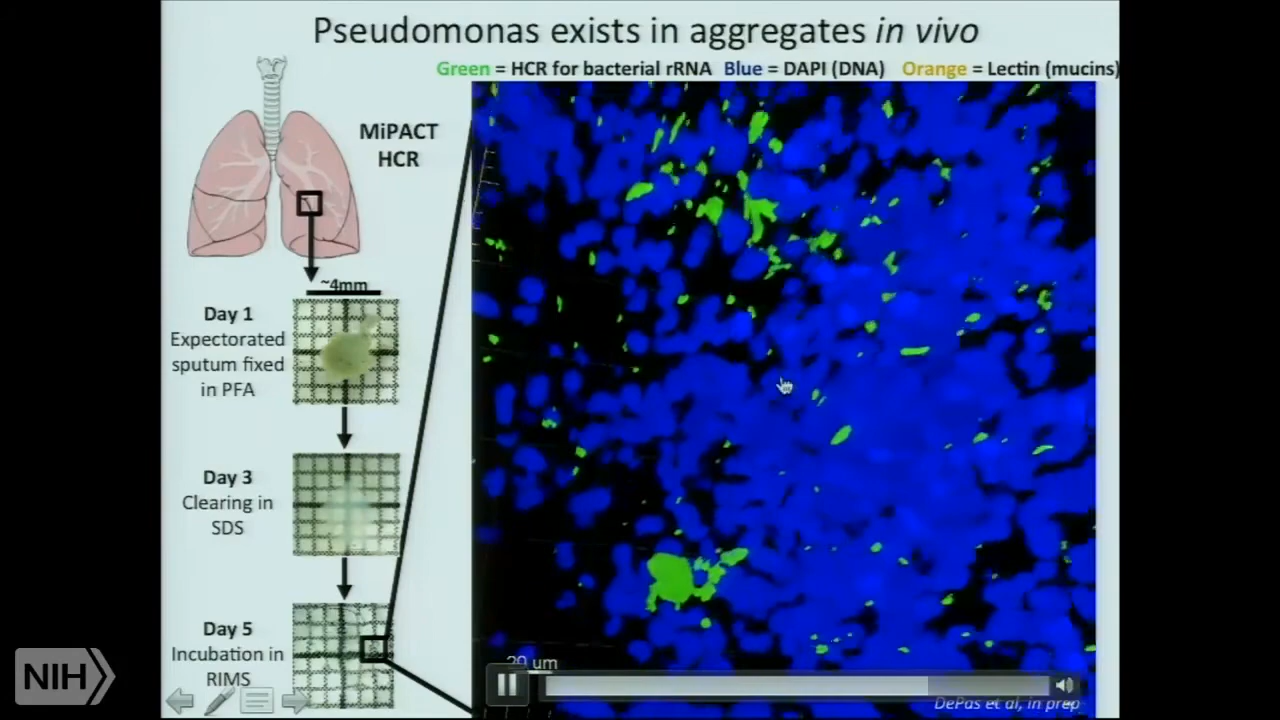 Pseudomonas exists in aggregates in vivo
Green = HCR for bacterial rRNA Blue = DAPI (DNA) Orange = Lectin (mucins)
MiPACT
HCR
~4mm
Day 1
Expectorated
sputum fixed
in PFA
Day 3
Clearing in
SDS
Day 5
Incubation in
RIMS
20 um
DePas et al, in prep
NIH